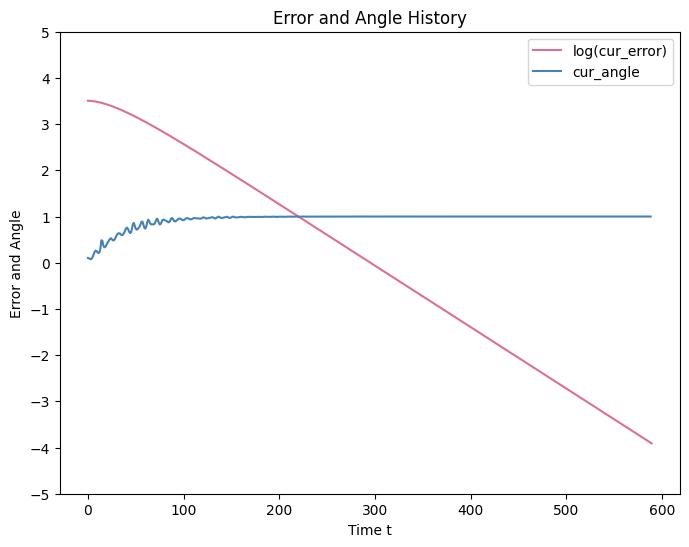 Error and Angle History
log(cur_error)
cur_angle
Error and Angle
5
4
3
2
1
0
−1
−2
−3
−4
−5
0 100 200 300 400 500 600
Time t